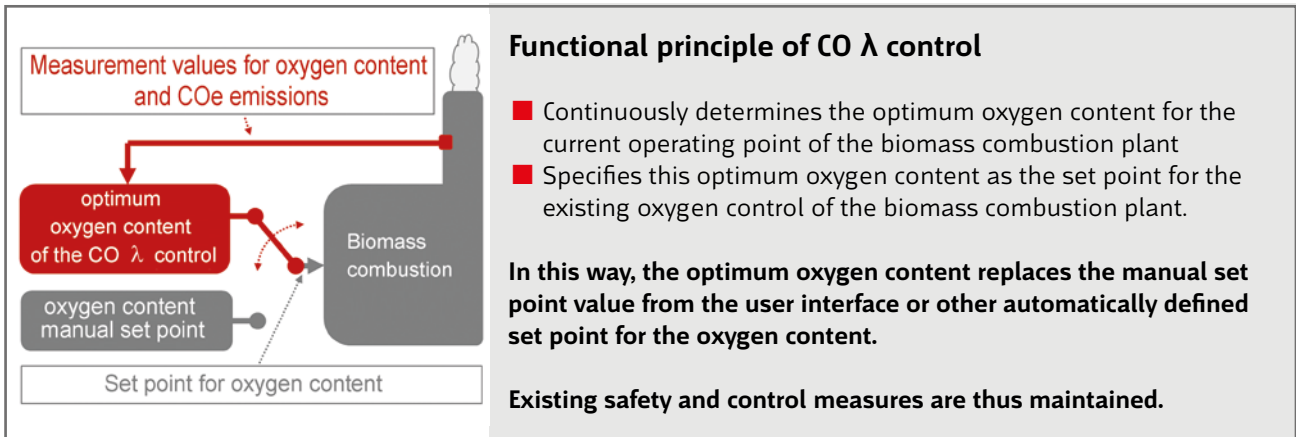 Measurement values for oxygen content
and COe emissions
optimum
oxygen content
of the CO λ control
Biomass
combustion
oxygen content
manual set point
Set point for oxygen content
Functional principle of CO λ control
Continuously determines the optimum oxygen content for the
current operating point of the biomass combustion plant
Specifies this optimum oxygen content as the set point for the
existing oxygen control of the biomass combustion plant.
In this way, the optimum oxygen content replaces the manual set
point value from the user interface or other automatically defined
set point for the oxygen content.
Existing safety and control measures are thus maintained.